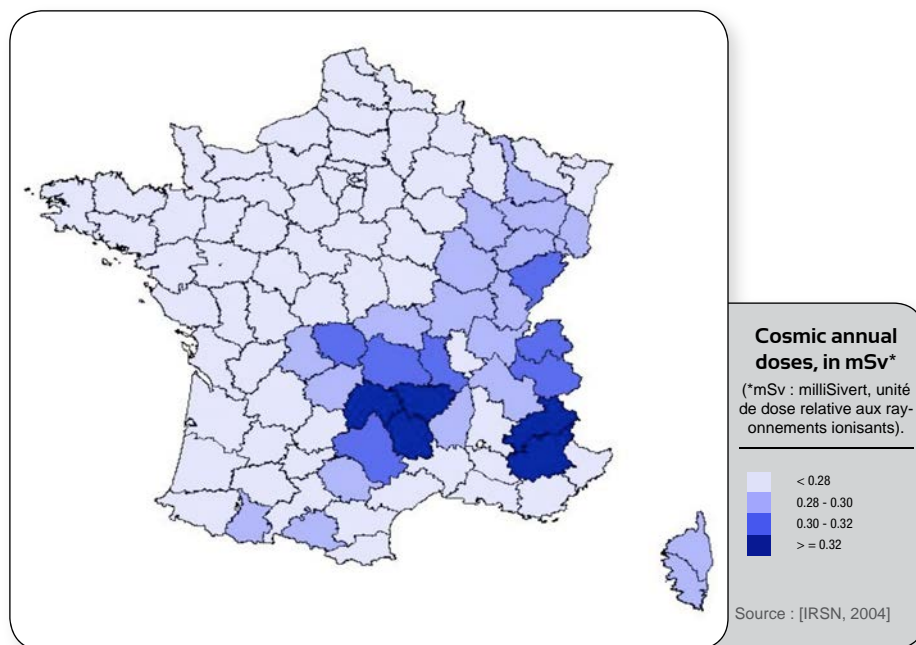 Cosmic annual
doses, in mSv*
(*mSv : milliSivert, unité
de dose relative aux ray-
onnements ionisants).
< 0.28
0.28 - 0.30
0.30 - 0.32
> = 0.32
Source : [IRSN, 2004]